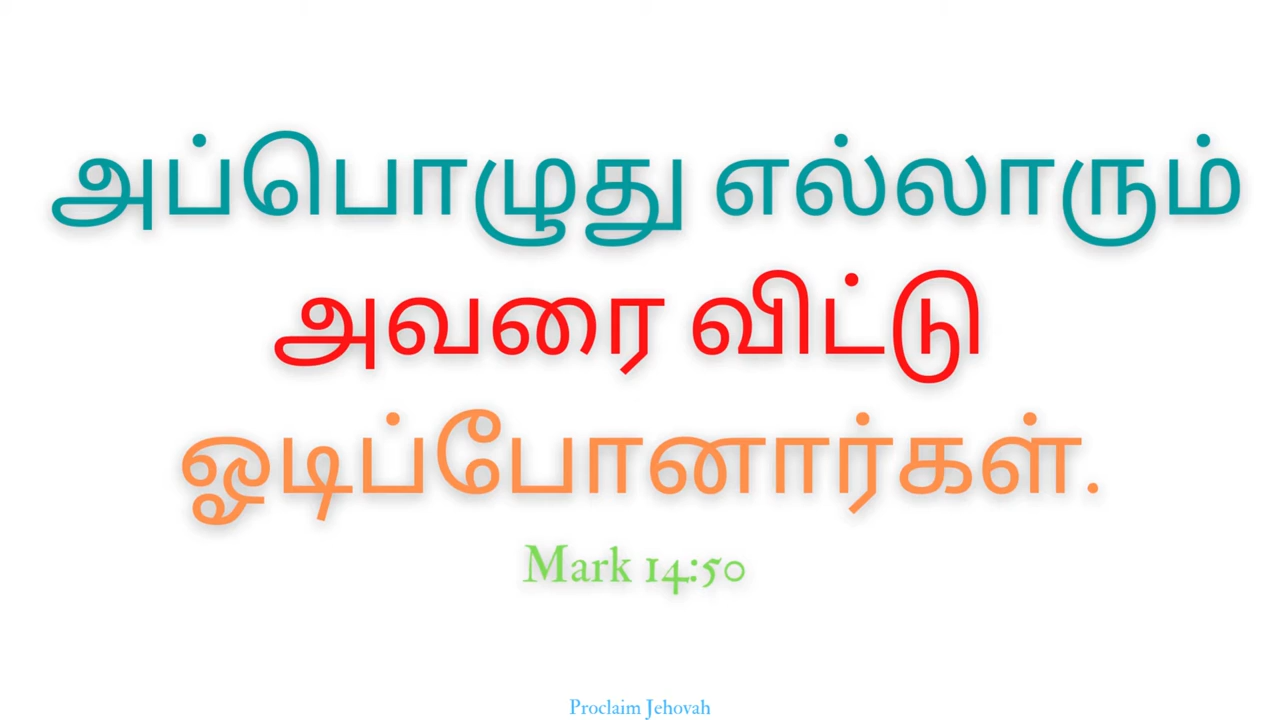 அப்பொழுது எல்லாரும்
அவரை விட்டு
ஓடிப்போனார்கள்.
Mark 14:50
Proclaim Jehovah